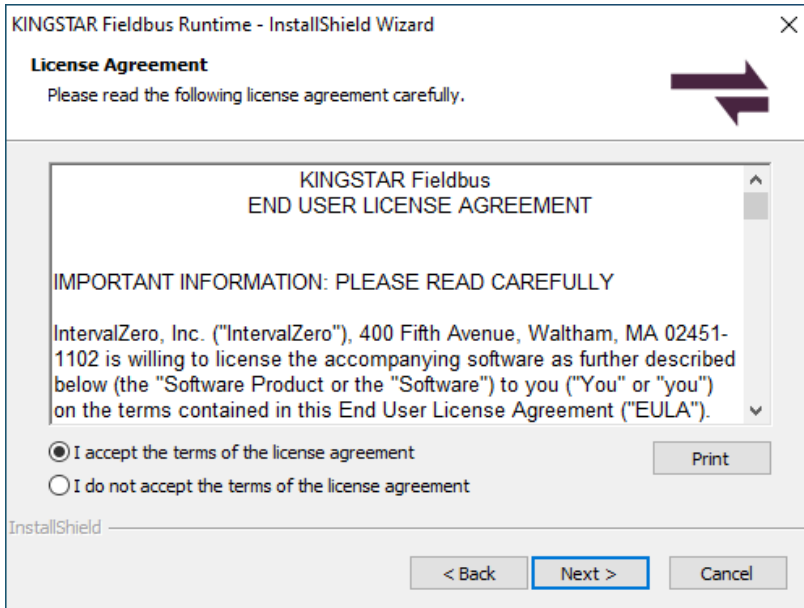 KINGSTAR Fieldbus Runtime - InstallShield Wizard
License Agreement
Please read the following license agreement carefully.
KINGSTAR Fieldbus
END USER LICENSE AGREEMENT
IMPORTANT INFORMATION: PLEASE READ CAREFULLY
IntervalZero, Inc. ("IntervalZero"), 400 Fifth Avenue, Waltham, MA 02451-
1102 is willing to license the accompanying software as further described
below (the "Software Product or the "Software") to you ("You" or "you")
on the terms contained in this End User License Agreement ("EULA").
I accept the terms of the license agreement
Print
I do not accept the terms of the license agreement
InstallShield
< Back
Next >
Cancel